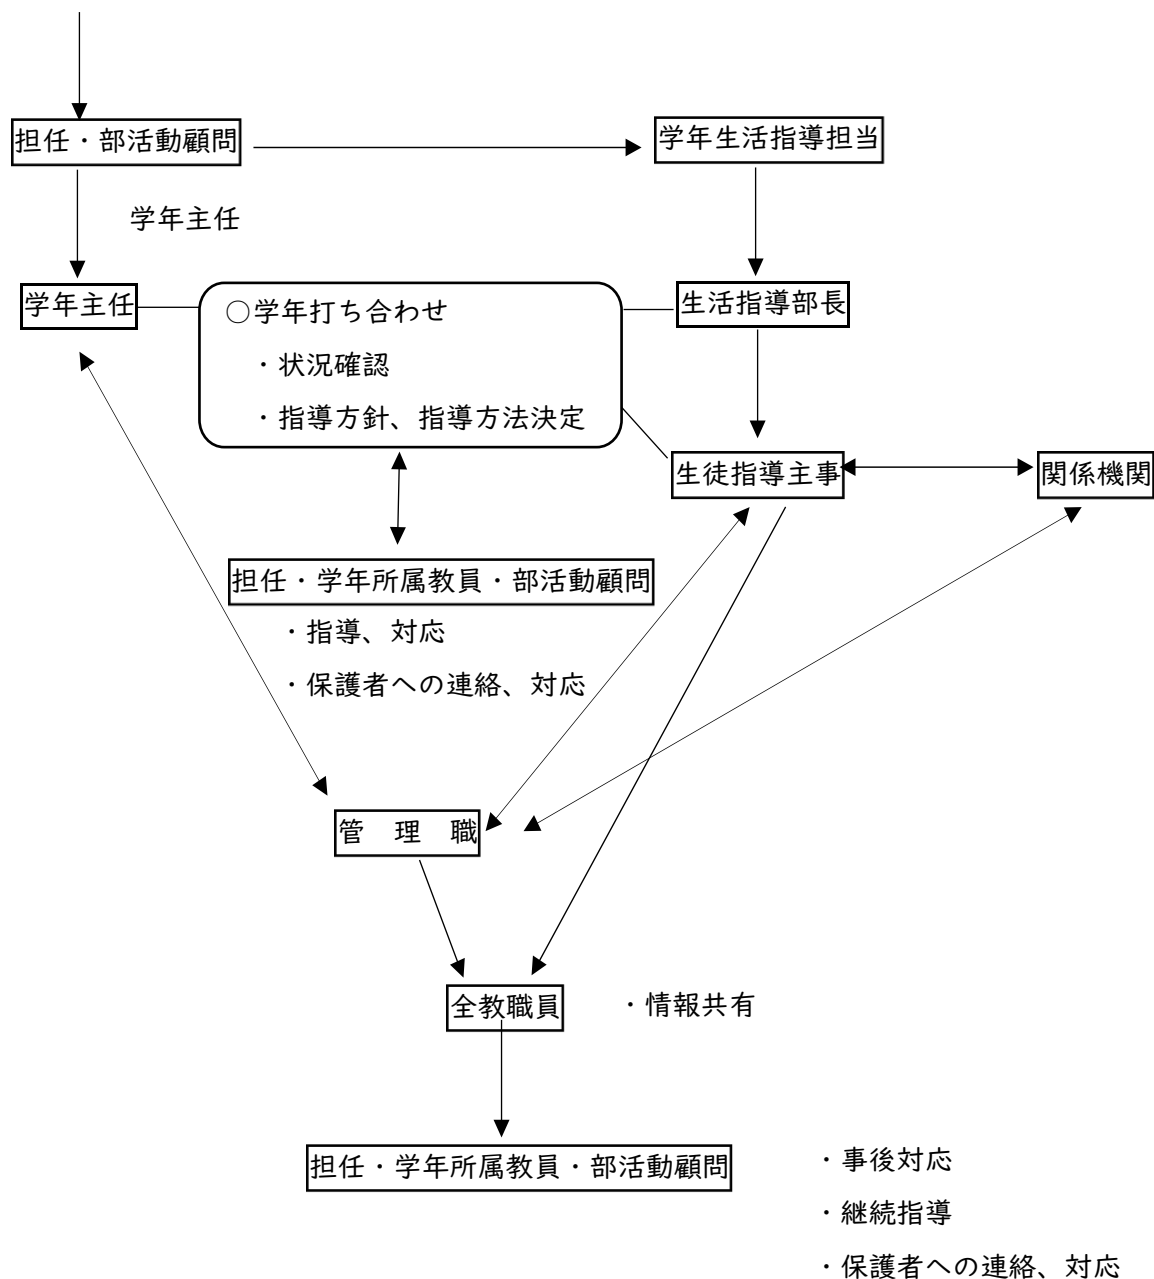 担任・部活動顧問
学年生活指導担当
学年主任
学年主任
○学年打ち合わせ
・状況確認
・指導方針、指導方法決定
生活指導部長
生徒指導主事
関係機関
担任・学年所属教員・部活動顧問
・指導、対応
・保護者への連絡、対応
管　理　職
全教職員
・情報共有
担任・学年所属教員・部活動顧問
・事後対応
・継続指導
・保護者への連絡、対応